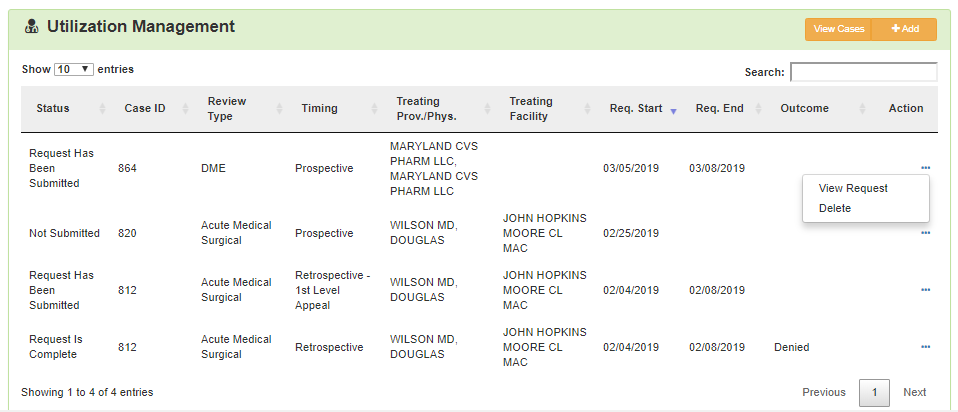 Utilization Management
View Cases
Add
Show 10 entries
Search:
Status
Case ID
Review
Type
Timing
Treating
Prov./Phys.
Treating
Facility
Req. Start
Req. End
Outcome
Action
Request Has
Been
Submitted
864
DME
Prospective
MARYLAND CVS
PHARM LLC,
MARYLAND CVS
PHARM LLC
03/05/2019
03/08/2019
View Request
Delete
Not Submitted
820
Acute Medical
Surgical
Prospective
WILSON MD,
DOUGLAS
JOHN HOPKINS
MOORE CL
MAC
02/25/2019
Request Has
Been
Submitted
812
Acute Medical
Surgical
Retrospective -
1st Level
Appeal
WILSON MD,
DOUGLAS
JOHN HOPKINS
MOORE CL
MAC
02/04/2019
02/08/2019
Request Is
Complete
812
Acute Medical
Surgical
Retrospective
WILSON MD,
DOUGLAS
JOHN HOPKINS
MOORE CL
MAC
02/04/2019
02/08/2019
Denied
Showing 1 to 4 of 4 entries
Previous
1
Next